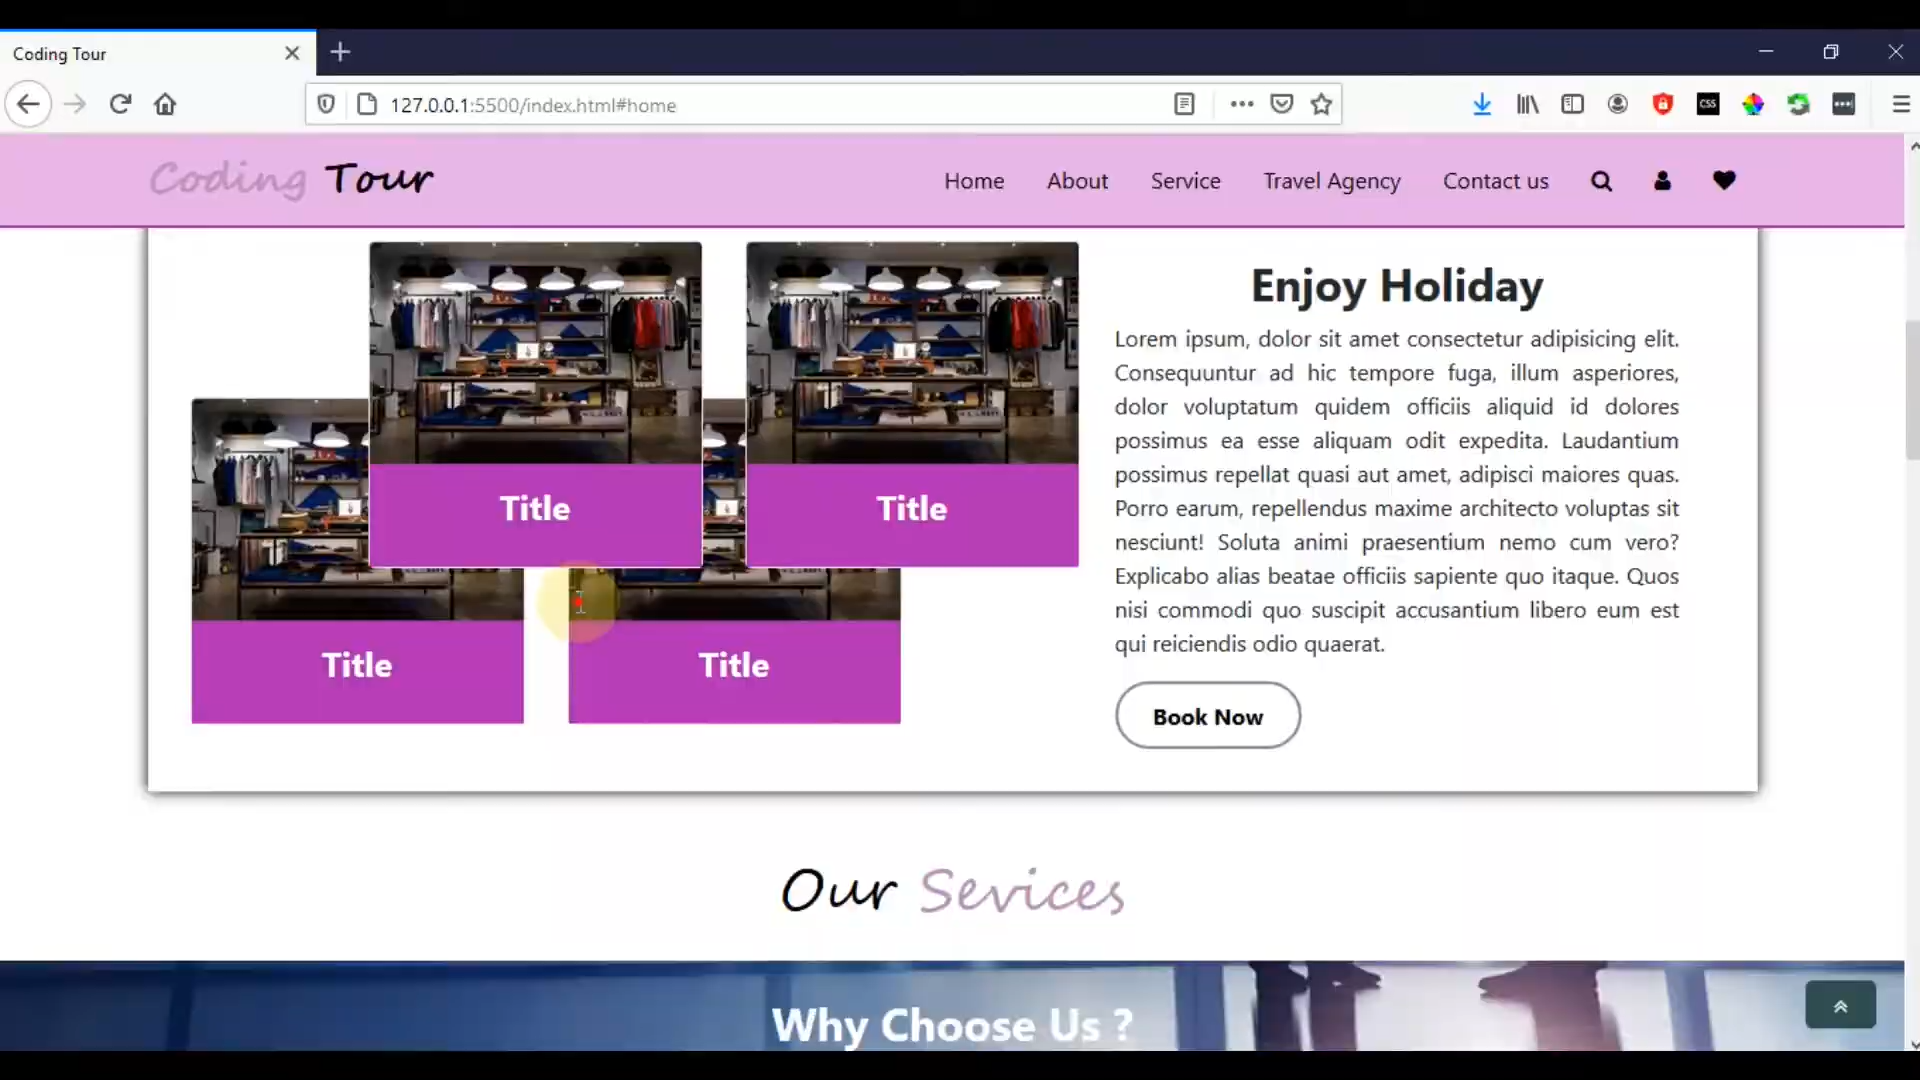 Coding Tour
127.0.0.1:5500/index.html#home
CSS
Coding Tour
Home About Service Travel Agency Contact us
Title
Title
Title
Title
Enjoy Holiday
Lorem ipsum, dolor sit amet consectetur adipisicing elit.
Consequuntur ad hic tempore fuga, illum asperiores,
dolor voluptatum quidem officiis aliquid id dolores
possimus ea esse aliquam odit expedita. Laudantium
possimus repellat quasi aut amet, adipisci maiores quas.
Porro earum, repellendus maxime architecto voluptas sit
nesciunt! Soluta animi praesentium nemo cum vero?
Explicabo alias beatae officiis sapiente quo itaque. Quos
nisi commodi quo suscipit accusantium libero eum est
qui reiciendis odio quaerat.
Book Now
Our Sevices
Why Choose Us ?